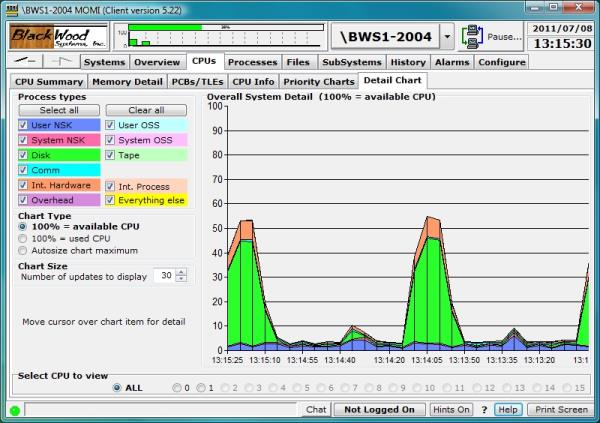 \BWS1-2004 MOMI (Client version 5.22)
BlackWood Systems, Inc.
100
38%
\BWS1-2004
Pause...
2011/07/08
13:15:30
Systems Overview CPUs Processes Files SubSystems History Alarms Configure
CPU Summary Memory Detail PCBs/TLEs CPU Info Priority Charts Detail Chart
Process types
Select all Clear all
User NSK User OSS
System NSK System OSS
Disk Tape
Comm
Int. Hardware Int. Process
Overhead Everything else
Chart Type
100% = available CPU
100% = used CPU
Autosize chart maximum
Chart Size
Number of updates to display 30
Move cursor over chart item for detail
Overall System Detail (100% = available CPU)
100
90
80
70
60
50
40
30
20
10
0
13:15:25 13:15:10 13:14:55 13:14:40 13:14:20 13:14:05 13:13:50 13:13:35 13:13:20 13:1
Select CPU to view
ALL 0 1 2 3 4 5 6 7 8 9 10 11 12 13 14 15
Chat Not Logged On Hints On ? Help Print Screen